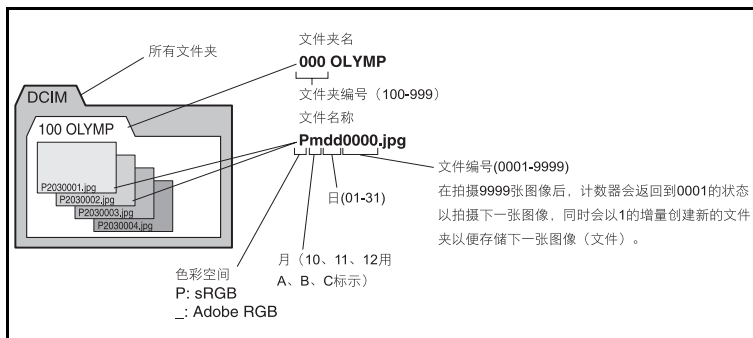 所有文件夹
文件夹名
000 OLYMP
文件夹编号（100-999）
DCIM
100 OLYMP
P2030001.jpg
P2030002.jpg
P2030003.jpg
P2030004.jpg
文件名称
Pmdd0000.jpg
文件编号(0001-9999)
在拍摄9999张图像后，计数器会返回到0001的状态
以拍摄下一张图像，同时会以1的增量创建新的文件
夹以便存储下一张图像（文件）。
日(01-31)
月（10、11、12用
A、B、C标示）
色彩空间
P: sRGB
_: Adobe RGB